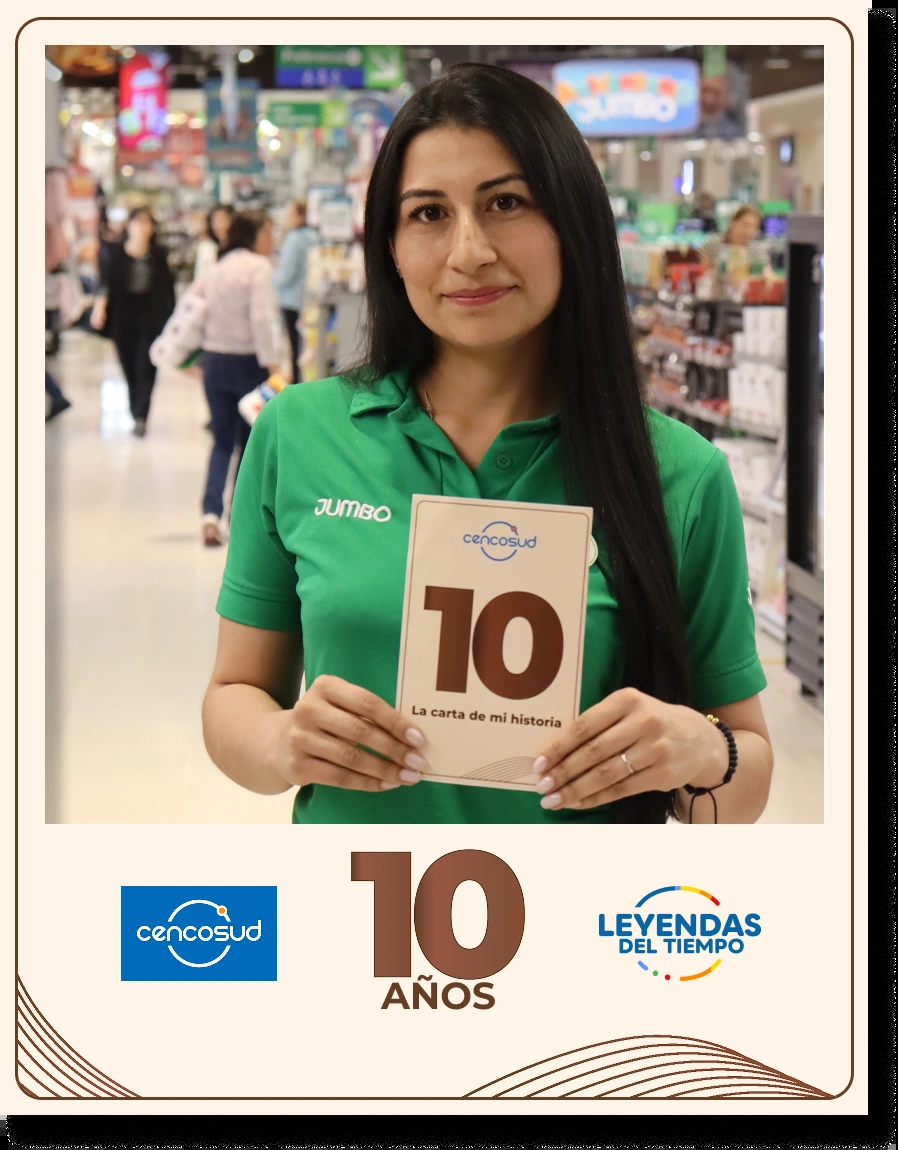 JUMBO
JUMBO
cencosud
10
La carta de mi historia
cencosud
10
AÑOS
LEYENDAS
DEL TIEMPO